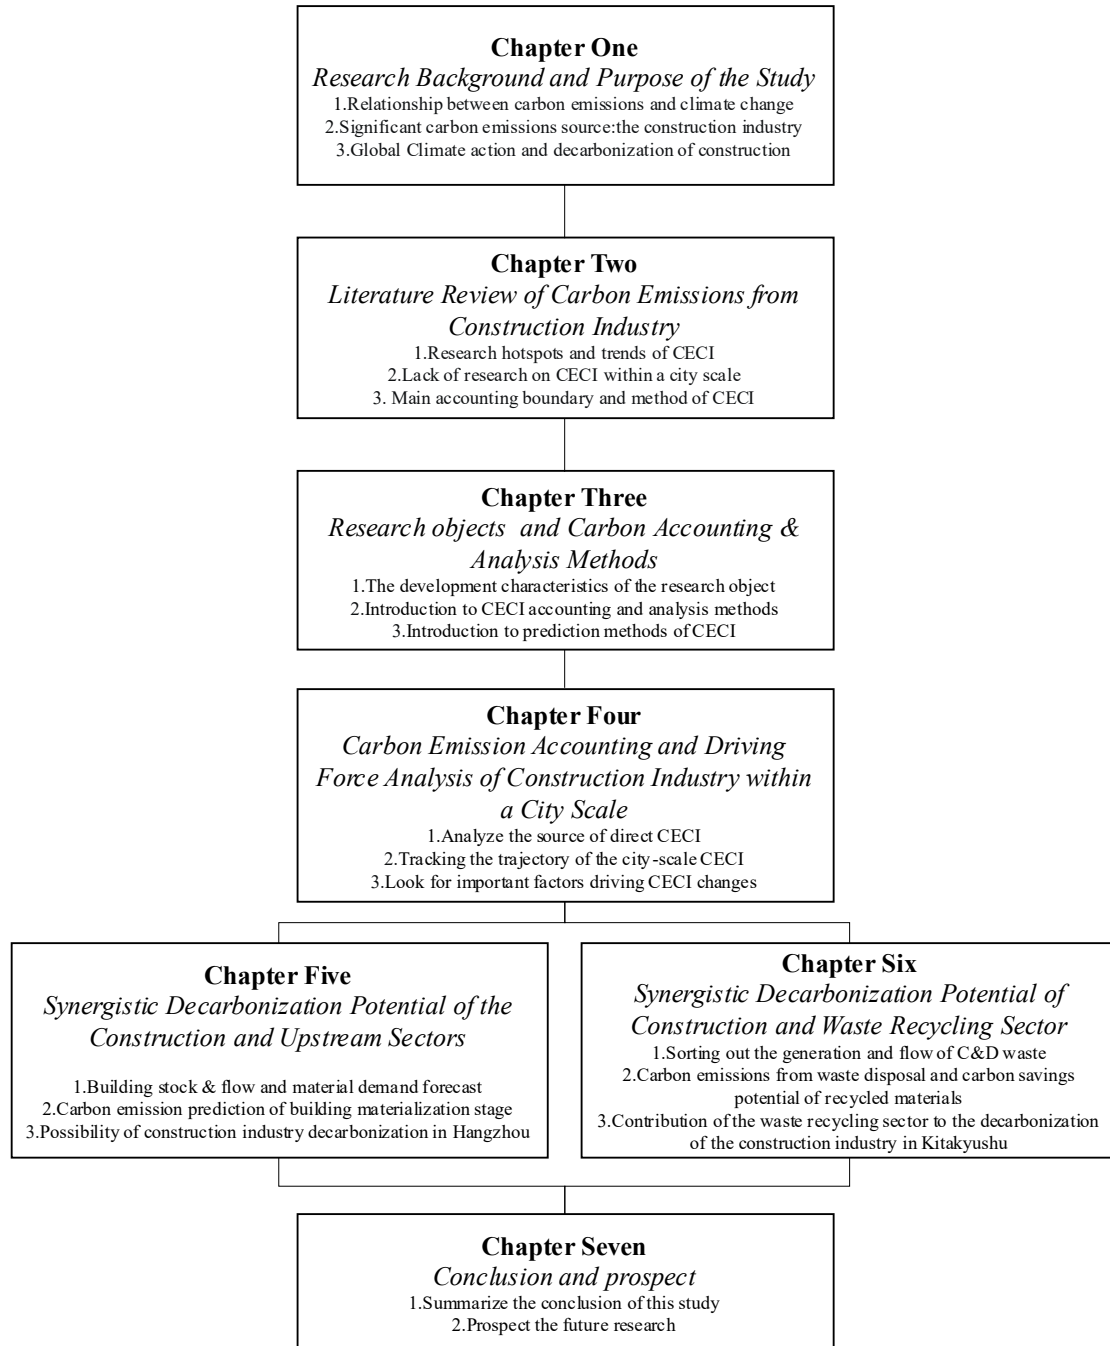 Chapter One
Research Background and Purpose of the Study
1.Relationship between carbon emissions and climate change
2.Significant carbon emissions source:the construction industry
3.Global Climate action and decarbonization of construction
Chapter Two
Literature Review of Carbon Emissions from
Construction Industry
1.Research hotspots and trends of CECI
2.Lack of research on CECI within a city scale
3. Main accounting boundary and method of CECI
Chapter Three
Research objects and Carbon Accounting &
Analysis Methods
1.The development characteristics of the research object
2.Introduction to CECI accounting and analysis methods
3.Introduction to prediction methods of CECI
Chapter Four
Carbon Emission Accounting and Driving
Force Analysis of Construction Industry within
a City Scale
1.Analyze the source of direct CECI
2.Tracking the trajectory of the city-scale CECI
3.Look for important factors driving CECI changes
Chapter Five
Synergistic Decarbonization Potential of the
Construction and Upstream Sectors
1.Building stock & flow and material demand forecast
2.Carbon emission prediction of building materialization stage
3.Possibility of construction industry decarbonization in Hangzhou
Chapter Six
Synergistic Decarbonization Potential of
Construction and Waste Recycling Sector
1.Sorting out the generation and flow of C&D waste
2.Carbon emissions from waste disposal and carbon savings
potential of recycled materials
3.Contribution of the waste recycling sector to the decarbonization
of the construction industry in Kitakyushu
Chapter Seven
Conclusion and prospect
1.Summarize the conclusion of this study
2.Prospect the future research